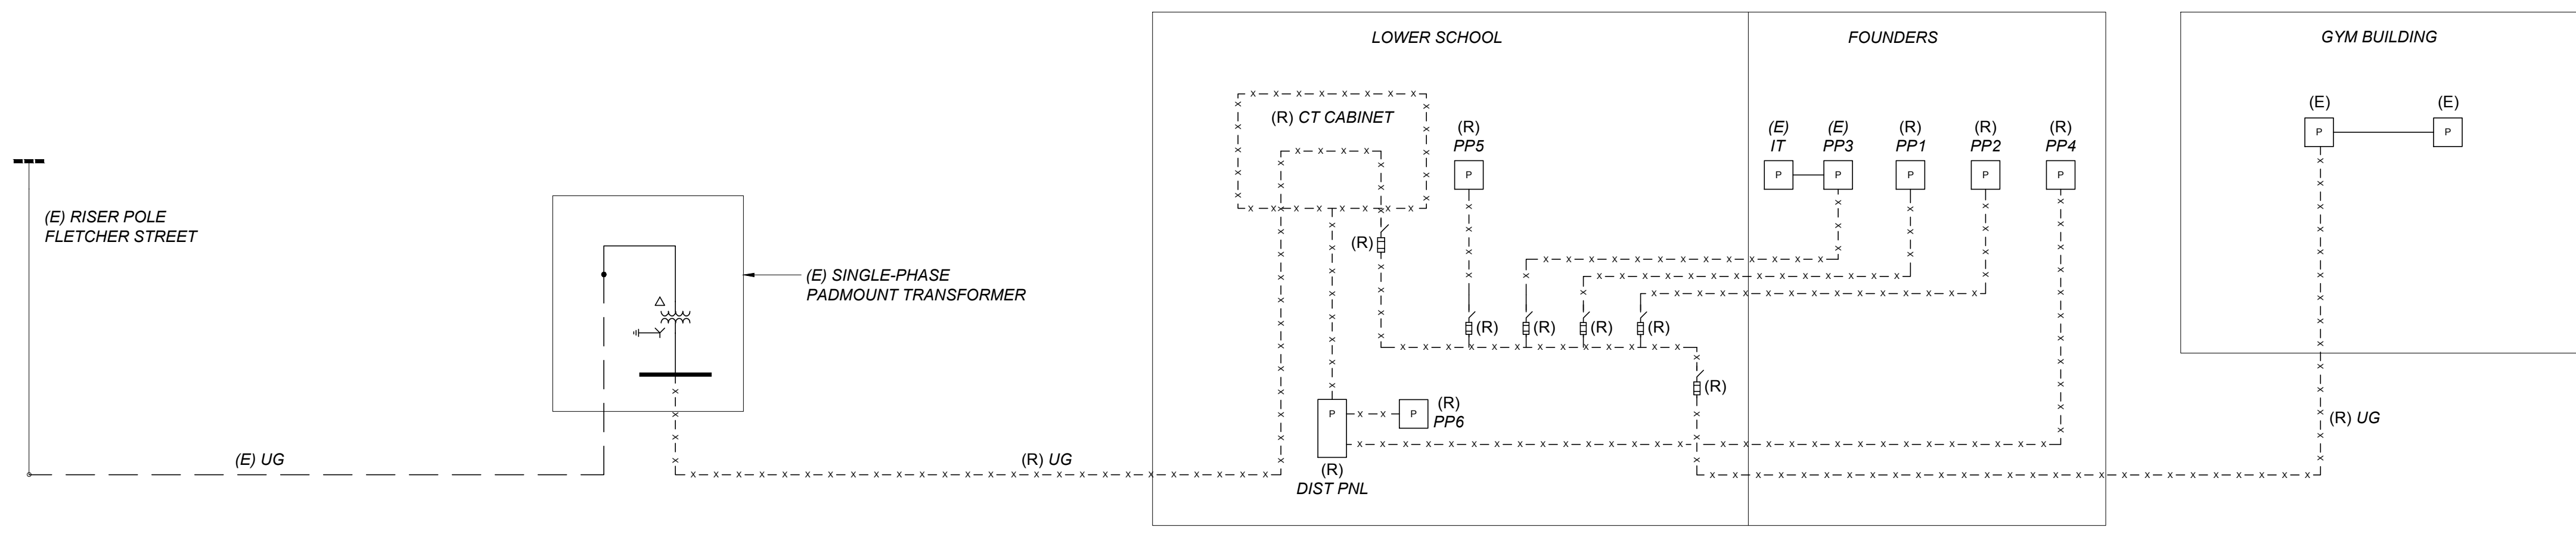 LOWER SCHOOL
FOUNDERS
GYM BUILDING
(R) CT CABINET
(R)
PP5
(E)
IT
(E)
PP3
(R)
PP1
(R)
PP2
(R)
PP4
(E)
(E)
P
P
P
P
P
P
P
P
(E) RISER POLE
FLETCHER STREET
(R)
(E) SINGLE-PHASE
PADMOUNT TRANSFORMER
(R)
(R)
(R)
(R)
(R)
P
P
(R)
PP6
(R) UG
(E) UG
(R) UG
(R)
DIST PNL